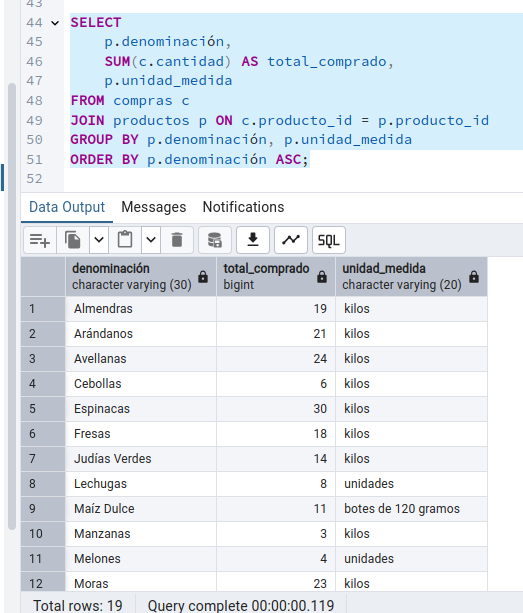 43
44 SELECT
45 p.denominación,
46 SUM(c.cantidad) AS total_comprado,
47 p.unidad_medida
48 FROM compras c
49 JOIN productos p ON c.producto_id = p.producto_id
50 GROUP BY p.denominación, p.unidad_medida
51 ORDER BY p.denominación ASC;
52
Data Output Messages Notifications
SQL
denominación total_comprado unidad_medida
character varying (30) bigint character varying (20)
1 Almendras 19 kilos
2 Arándanos 21 kilos
3 Avellanas 24 kilos
4 Cebollas 6 kilos
5 Espinacas 30 kilos
6 Fresas 18 kilos
7 Judías Verdes 14 kilos
8 Lechugas 8 unidades
9 Maíz Dulce 11 botes de 120 gramos
10 Manzanas 3 kilos
11 Melones 4 unidades
12 Moras 23 kilos
Total rows: 19 Query complete 00:00:00.119